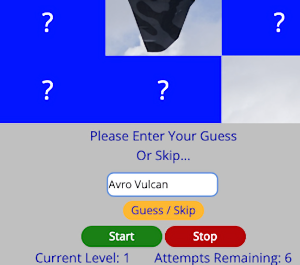 ? ?
? ?
Please Enter Your Guess
Or Skip...
Avro Vulcan
Guess / Skip
Start Stop
Current Level: 1 Attempts Remaining: 6